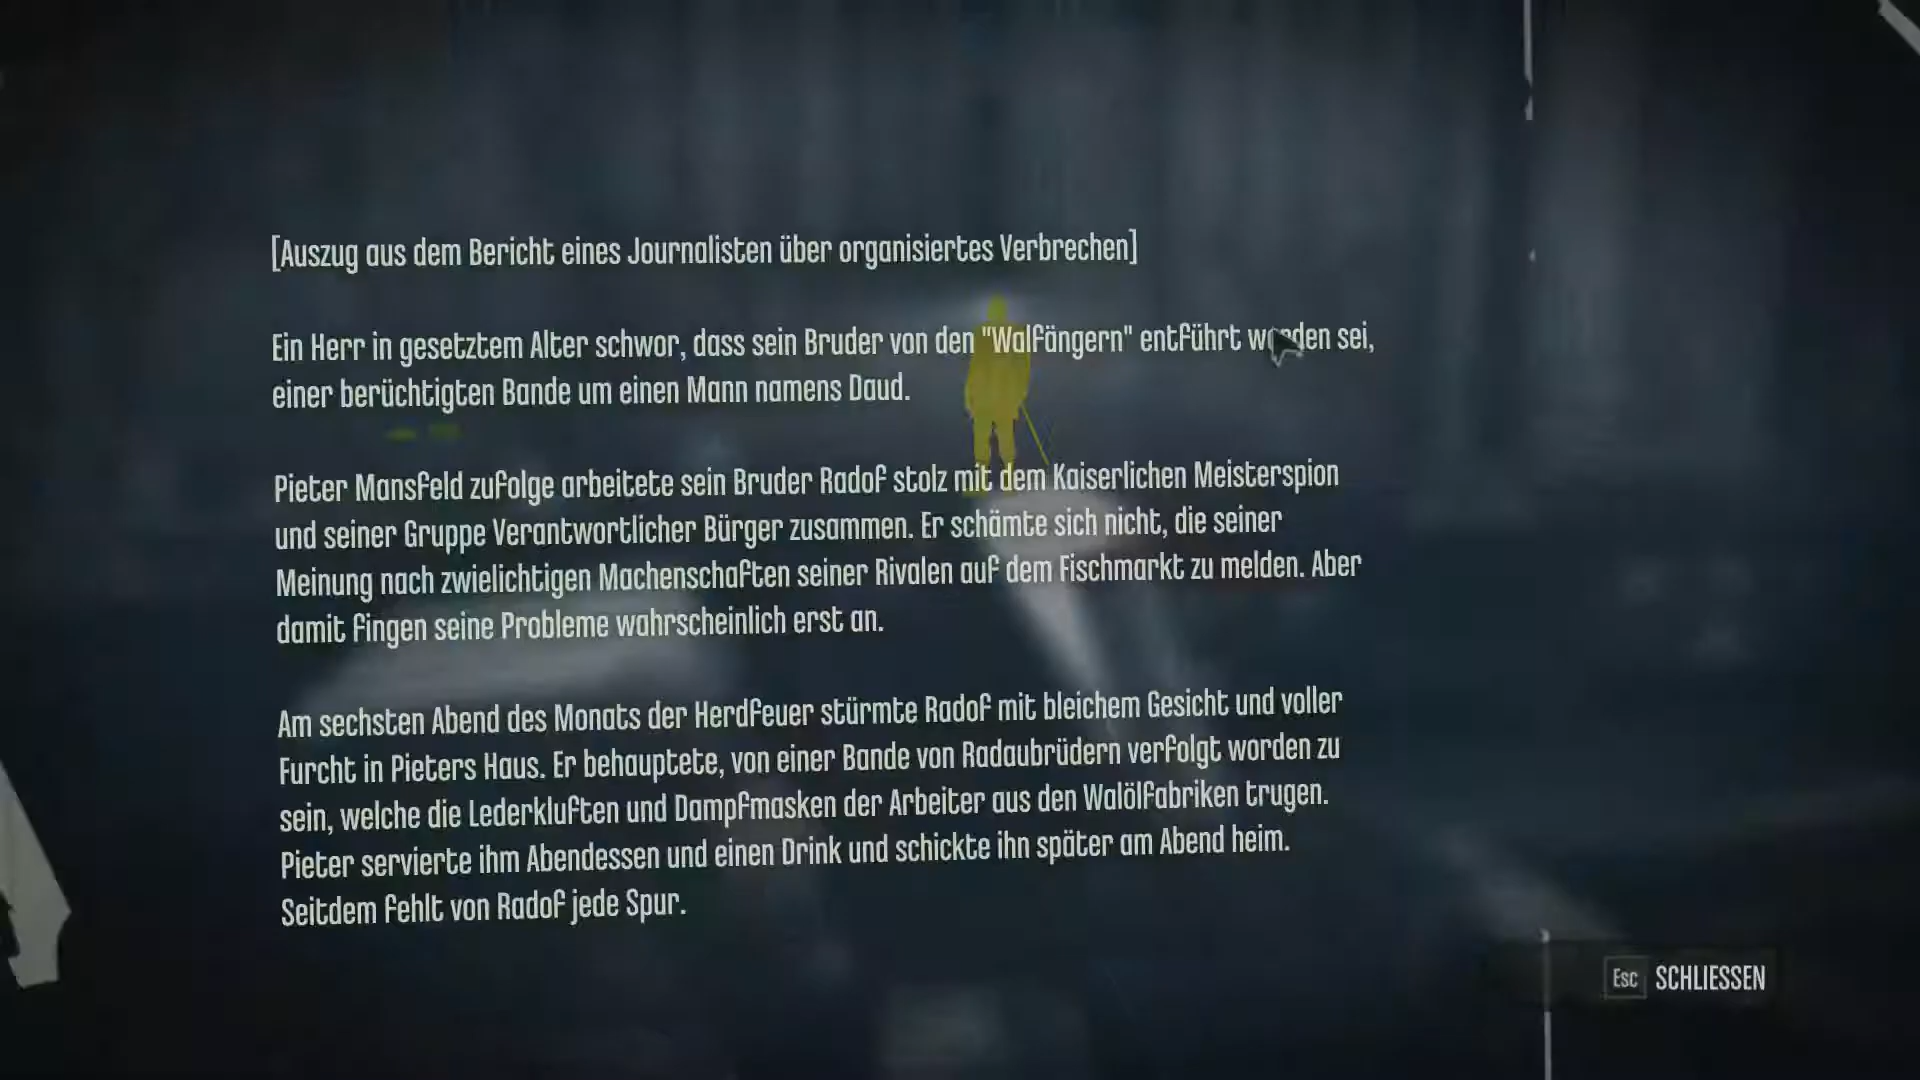 [Auszug aus dem Bericht eines Journalisten über organisiertes Verbrechen]
Ein Herr in gesetztem Alter schwor, dass sein Bruder von den "Walfängern" entführt worden sei,
einer berüchtigten Bande um einen Mann namens Daud.
Pieter Mansfeld zufolge arbeitete sein Bruder Radof stolz mit dem Kaiserlichen Meisterspion
und seiner Gruppe Verantwortlicher Bürger zusammen. Er schämte sich nicht, die seiner
Meinung nach zwielichtigen Machenschaften seiner Rivalen auf dem Fischmarkt zu melden. Aber
damit fingen seine Probleme wahrscheinlich erst an.
Am sechsten Abend des Monats der Herdfeuer stürmte Radof mit bleichem Gesicht und voller
Furcht in Pieters Haus. Er behauptete, von einer Bande von Radaubrüdern verfolgt worden zu
sein, welche die Lederkluften und Dampfmasken der Arbeiter aus den Walölfabriken trugen.
Pieter servierte ihm Abendessen und einen Drink und schickte ihn später am Abend heim.
Seitdem fehlt von Radof jede Spur.
Esc SCHLIESSEN